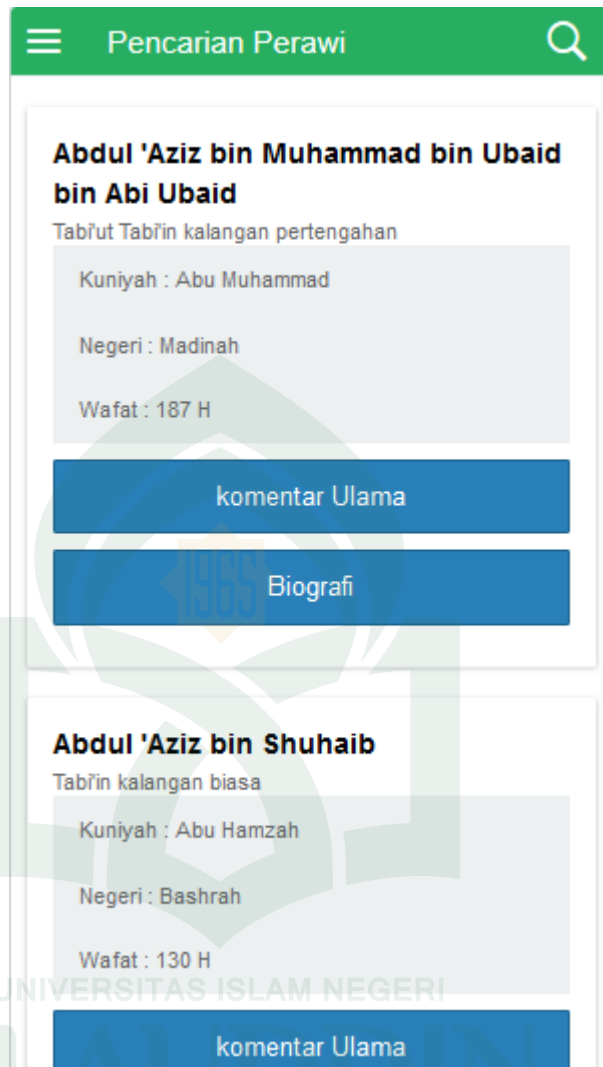 Pencarian Perawi
Abdul 'Aziz bin Muhammad bin Ubaid
bin Abi Ubaid
Tabi'ut Tabi'in kalangan pertengahan
Kuniyah : Abu Muhammad
Negeri : Madinah
Wafat : 187 H
komentar Ulama
1965
Biografi
Abdul 'Aziz bin Shuhaib
Tabi'in kalangan biasa
Kuniyah : Abu Hamzah
Negeri : Bashrah
Wafat : 130 H
UNIVERSITAS ISLAM NEGERI
komentar Ulama